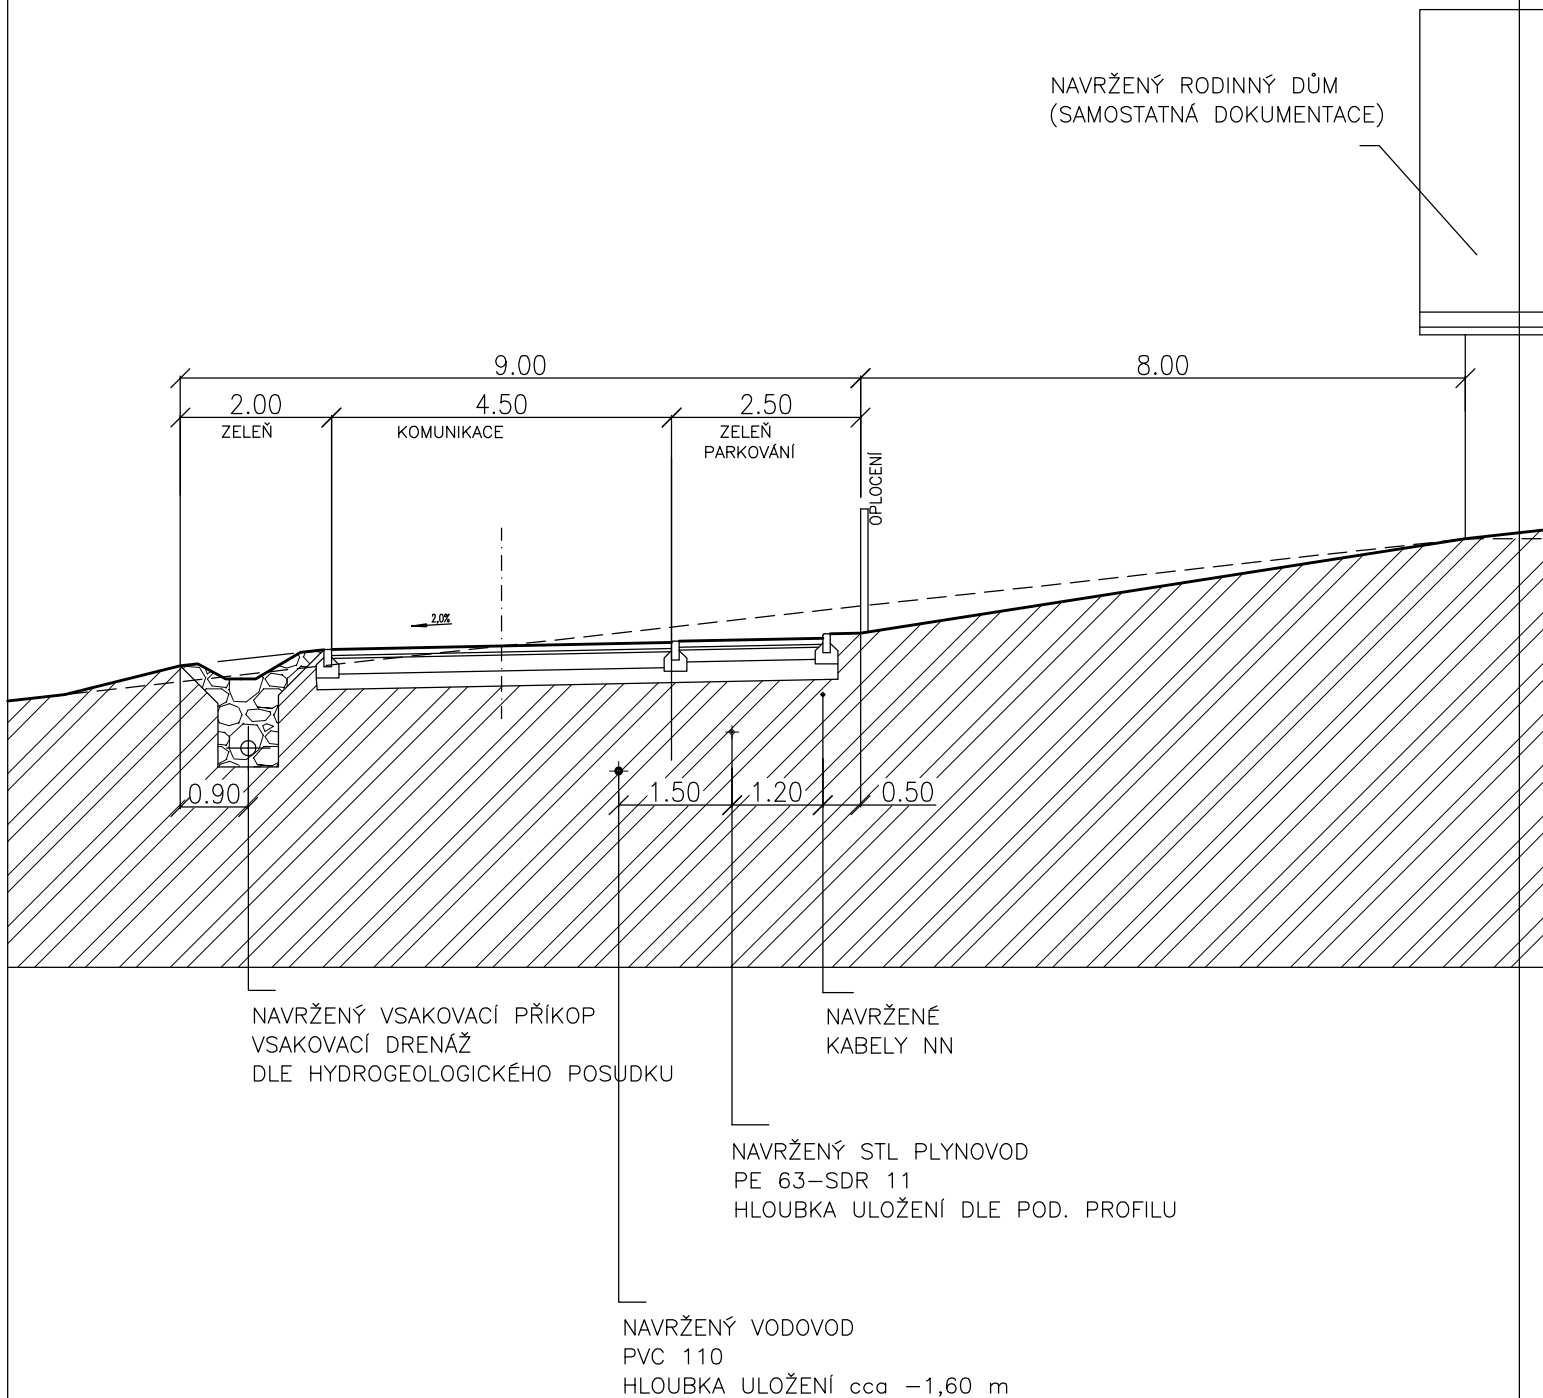 NAVRŽENÝ RODINNÝ DŮM
(SAMOSTATNÁ DOKUMENTACE)
9.00
8.00
2.00
4.50
2.50
ZELEŇ
KOMUNIKACE
ZELEŇ
PARKOVÁNÍ
OPLOCENÍ
2,0%
0.90
1.50
1.20
0.50
NAVRŽENÝ VSAKOVACÍ PŘÍKOP
VSAKOVACÍ DRENÁŽ
DLE HYDROGEOLOGICKÉHO POSUDKU
NAVRŽENÉ
KABELY NN
NAVRŽENÝ STL PLYNOVOD
PE 63-SDR 11
HLOUBKA ULOŽENÍ DLE POD. PROFILU
NAVRŽENÝ VODOVOD
PVC 110
HLOUBKA ULOŽENÍ cca -1,60 m